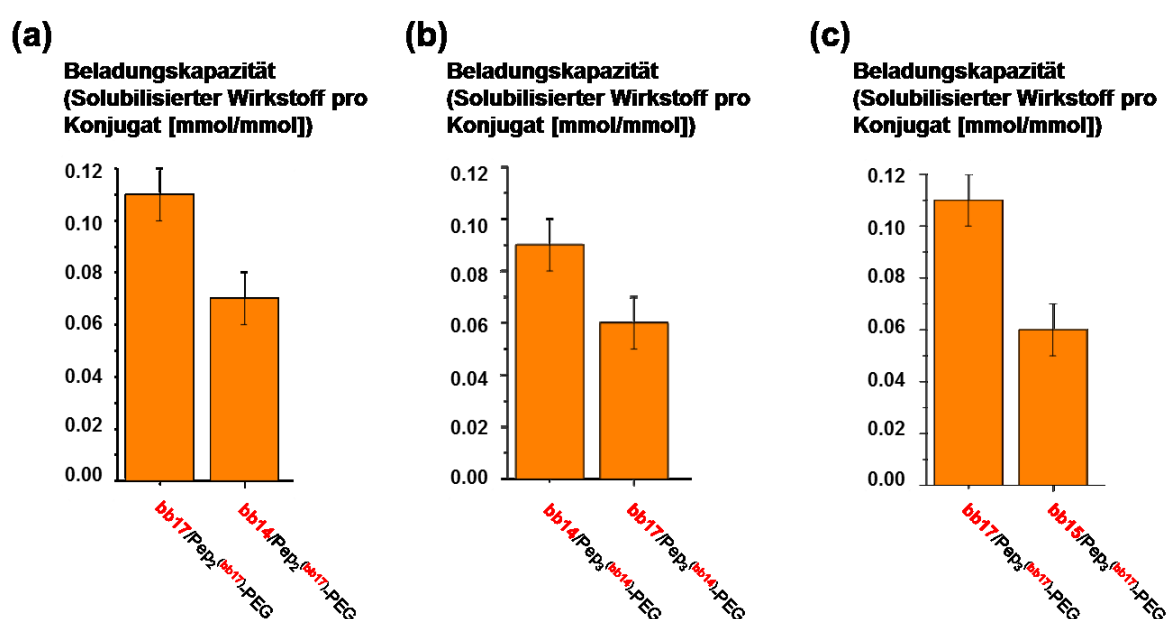 (a)
Beladungskapazität
(Solubilisierter Wirkstoff pro
Konjugat [mmol/mmol])
0.12
0.10
0.08
0.06
0.04
0.02
0.00
bb17/Pep2(bb17)-PEG
bb14/Pep2(bb17)-PEG
(b)
Beladungskapazität
(Solubilisierter Wirkstoff pro
Konjugat [mmol/mmol])
0.12
0.10
0.08
0.06
0.04
0.02
0.00
bb14/Pep3(bb14)-PEG
bb17/Pep3(bb14)-PEG
(c)
Beladungskapazität
(Solubilisierter Wirkstoff pro
Konjugat [mmol/mmol])
0.12
0.10
0.08
0.06
0.04
0.02
0.00
bb17/Pep3(bb17)-PEG
bb15/Pep3(bb17)-PEG